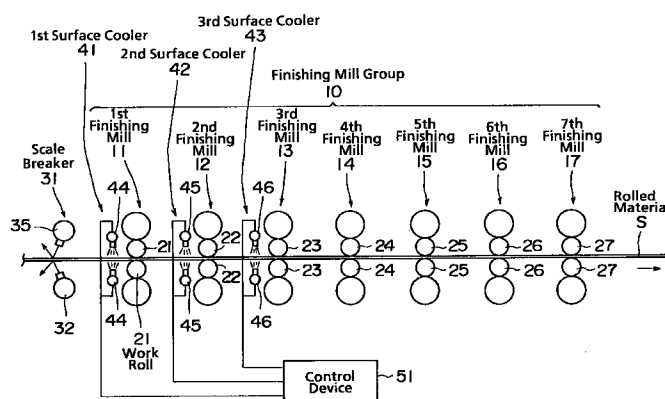 3rd Surface Cooler
43
1st Surface Cooler
41
2nd Surface Cooler
42
Finishing Mill Group
10
1st
Finishing
Mill
11
2nd
Finishing
Mill
12
3rd
Finishing
Mill
13
4th
Finishing
Mill
14
5th
Finishing
Mill
15
6th
Finishing
Mill
16
7th
Finishing
Mill
17
Scale
Breaker
31
Rolled Material
S
35
44
21
45
22
46
23
24
25
26
27
32
44
21
Work
Roll
45
22
46
23
24
25
26
27
Control
Device
51